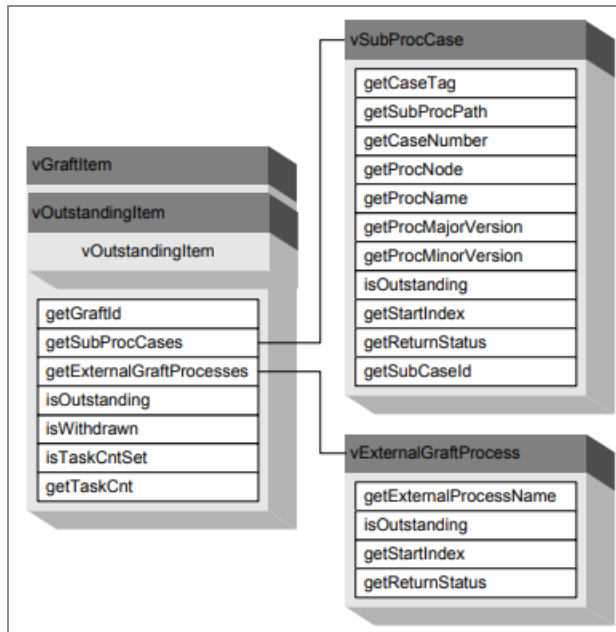 vGraftItem
vOutstandingItem
vOutstandingItem
getGraftId
getSubProcCases
getExternalGraftProcesses
isOutstanding
isWithdrawn
isTaskCntSet
getTaskCnt
vSubProcCase
getCaseTag
getSubProcPath
getCaseNumber
getProcNode
getProcName
getProcMajorVersion
getProcMinorVersion
isOutstanding
getStartIndex
getReturnStatus
getSubCaseId
vExternalGraftProcess
getExternalProcessName
isOutstanding
getStartIndex
getReturnStatus